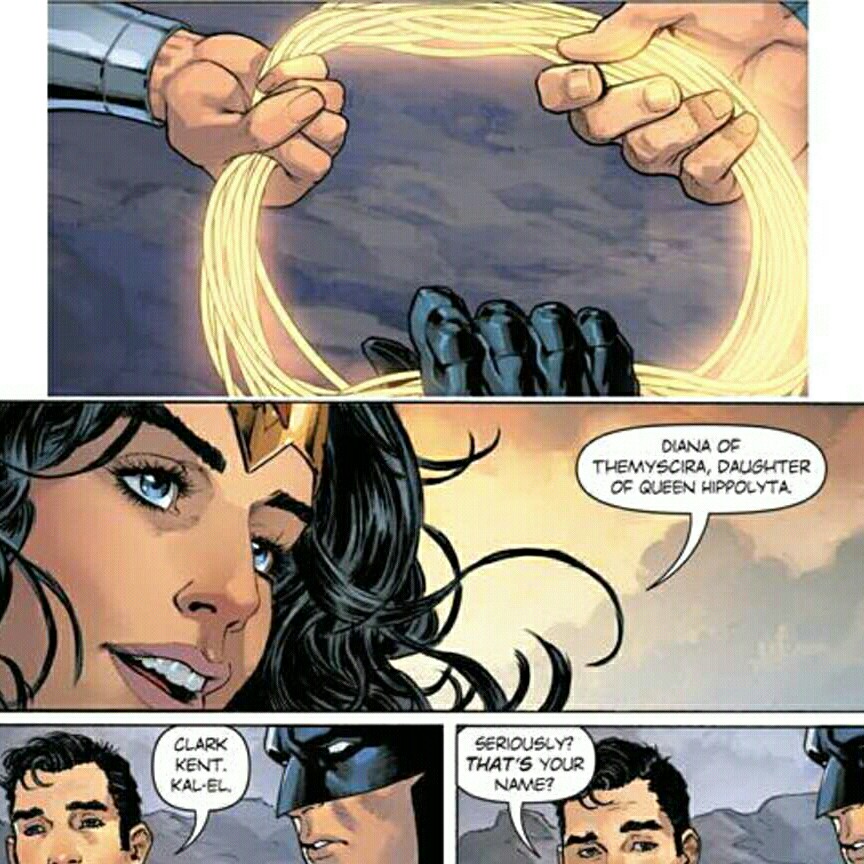 DIANA OF
THEMYSCIRA, DAUGHTER
OF QUEEN HIPPOLYTA.
CLARK
KENT.
KAL-EL.
SERIOUSLY?
THAT'S YOUR
NAME?